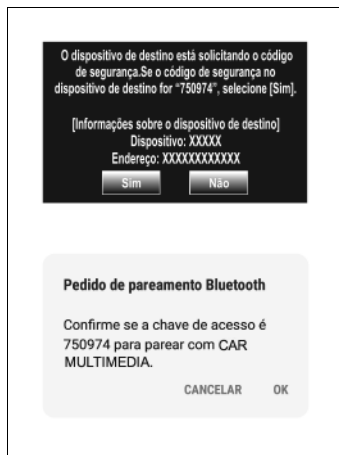 O dispositivo de destino está solicitando o código
de segurança.Se o código de segurança no
dispositivo de destino for “750974”, selecione [Sim].
[Informações sobre o dispositivo de destino]
Dispositivo: XXXXX
Endereço: XXXXXXXXXXXX
Sim Não
Pedido de pareamento Bluetooth
Confirme se a chave de acesso é
750974 para parear com CAR
MULTIMEDIA.
CANCELAR OK